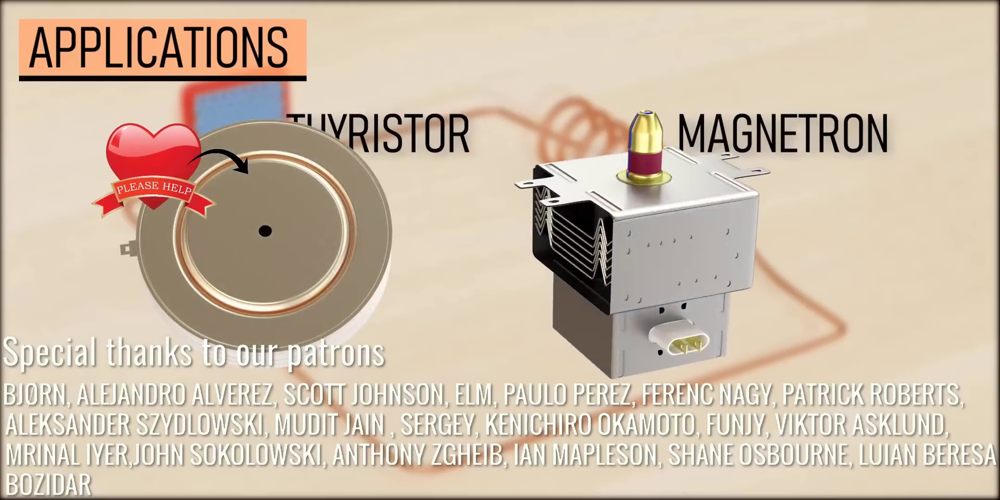 APPLICATIONS
THYRISTOR
MAGNETRON
PLEASE HELP
Special thanks to our patrons
BJØRN, ALEJANDRO ALVEREZ, SCOTT JOHNSON, ELM, PAULO PEREZ, FERENC NAGY, PATRICK ROBERTS,
ALEKSANDER SZYDLOWSKI, MUDIT JAIN , SERGEY, KENICHIRO OKAMOTO, FUNJY, VIKTOR ASKLUND,
MRINAL IYER,JOHN SOKOLOWSKI, ANTHONY ZGHEIB, IAN MAPLESON, SHANE OSBOURNE, LUIAN BERESA
BOZIDAR